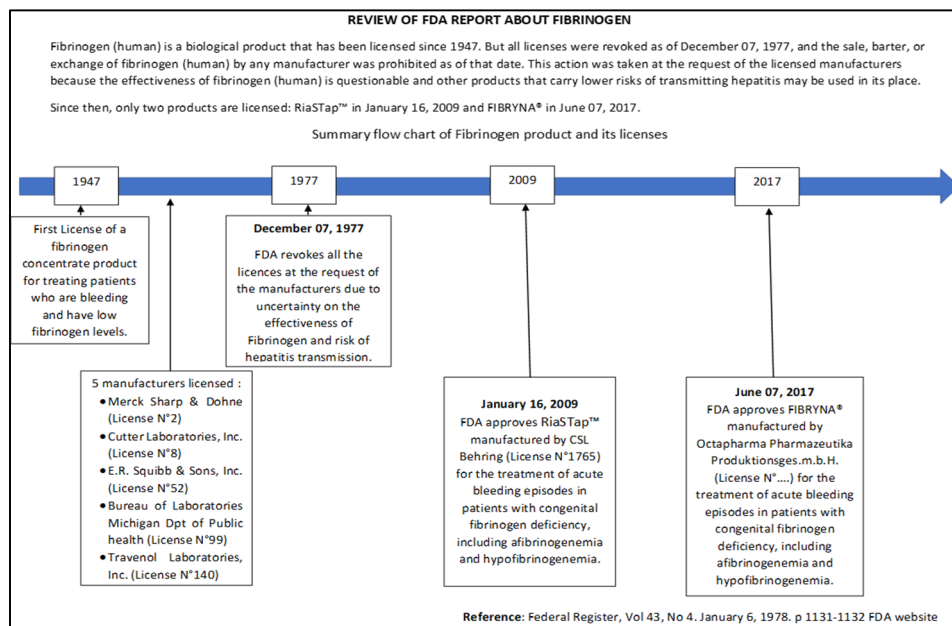 REVIEW OF FDA REPORT ABOUT FIBRINOGEN
Fibrinogen (human) is a biological product that has been licensed since 1947. But all licenses were revoked as of December 07, 1977, and the sale, barter, or
exchange of fibrinogen (human) by any manufacturer was prohibited as of that date. This action was taken at the request of the licensed manufacturers
because the effectiveness of fibrinogen (human) is questionable and other products that carry lower risks of transmitting hepatitis may be used in its place.
Since then, only two products are licensed: RiaSTap™ in January 16, 2009 and FIBRYNA® in June 07, 2017.
Summary flow chart of Fibrinogen product and its licenses
1947
1977
2009
2017
First License of a
fibrinogen
concentrate product
for treating patients
who are bleeding
and have low
fibrinogen levels.
December 07, 1977
FDA revokes all the
licences at the request of
the manufacturers due to
uncertainty on the
effectiveness of
Fibrinogen and risk of
hepatitis transmission.
5 manufacturers licensed :
• Merck Sharp & Dohne
(License N°2)
• Cutter Laboratories, Inc.
(License N°8)
• E.R. Squibb & Sons, Inc.
(License N°52)
• Bureau of Laboratories
Michigan Dpt of Public
health (License N°99)
• Travenol Laboratories,
Inc. (License N°140)
January 16, 2009
FDA approves RiaSTap™
manufactured by CSL
Behring (License N°1765)
for the treatment of acute
bleeding episodes in
patients with congenital
fibrinogen deficiency,
including afibrinogenemia
and hypofibrinogenemia.
June 07, 2017
FDA approves FIBRYNA®
manufactured by
Octapharma Pharmazeutika
Produktionsges.m.b.H.
(License N°....) for the
treatment of acute bleeding
episodes in patients with
congenital fibrinogen
deficiency, including
afibrinogenemia and
hypofibrinogenemia.
Reference: Federal Register, Vol 43, No 4. January 6, 1978. p 1131-1132 FDA website